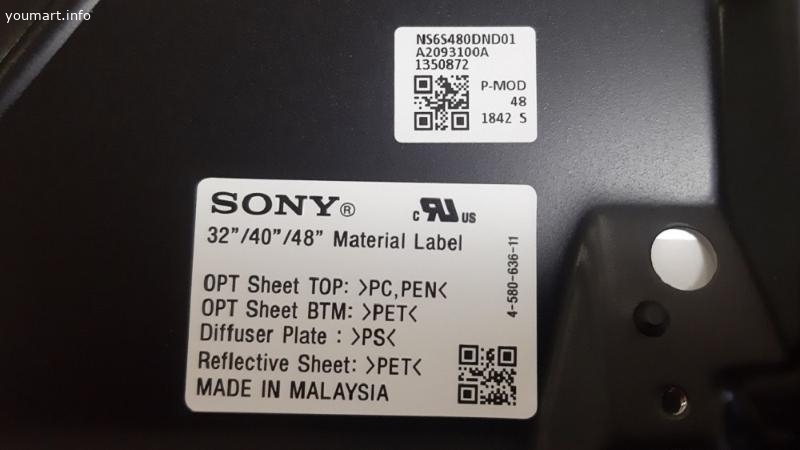 youmart.info
NS6S480DND01
A2093100A
1350872
P-MOD
48
1842 S
SONY®
c UR US
32"/40"/48" Material Label
OPT Sheet TOP: >PC,PEN<
OPT Sheet BTM: >PET<
Diffuser Plate : >PS<
Reflective Sheet: >PET<
MADE IN MALAYSIA
4-580-636-11